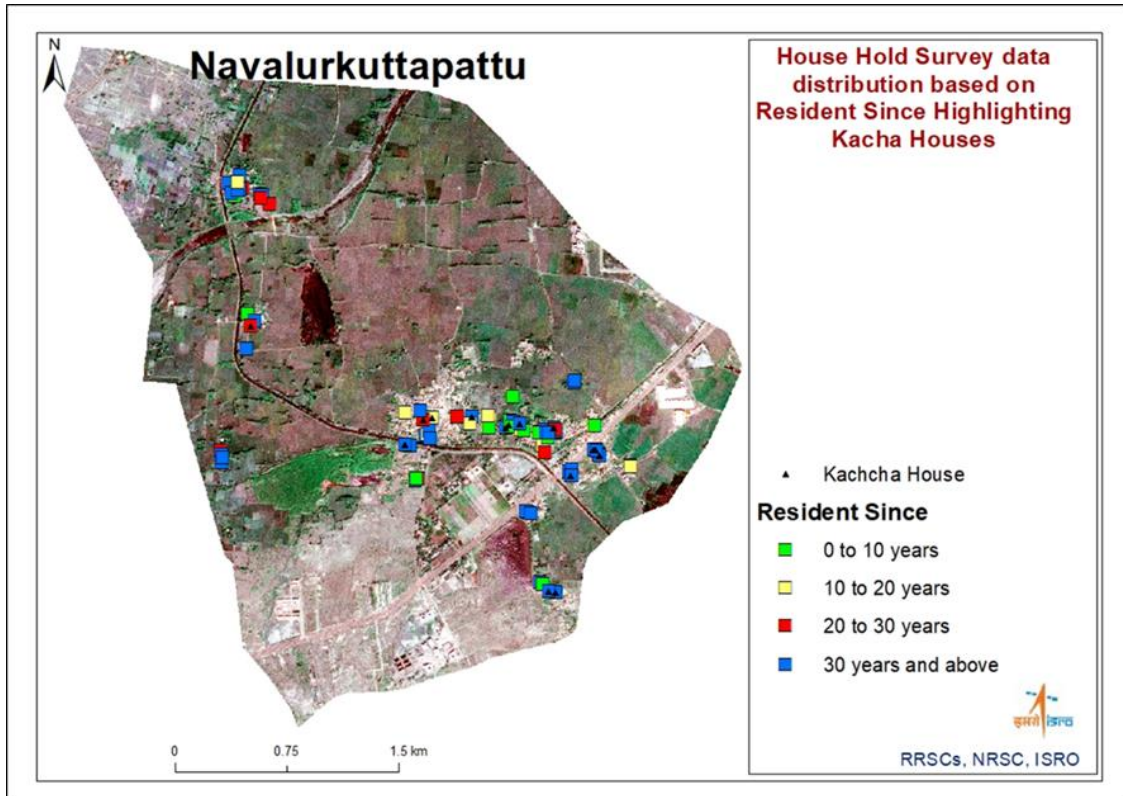 N
Navalurkuttapattu
House Hold Survey data
distribution based on
Resident Since Highlighting
Kacha Houses
Kachcha House
Resident Since
0 to 10 years
10 to 20 years
20 to 30 years
30 years and above
0 0.75 1.5 km
इसरो isro
RRSCs, NRSC, ISRO